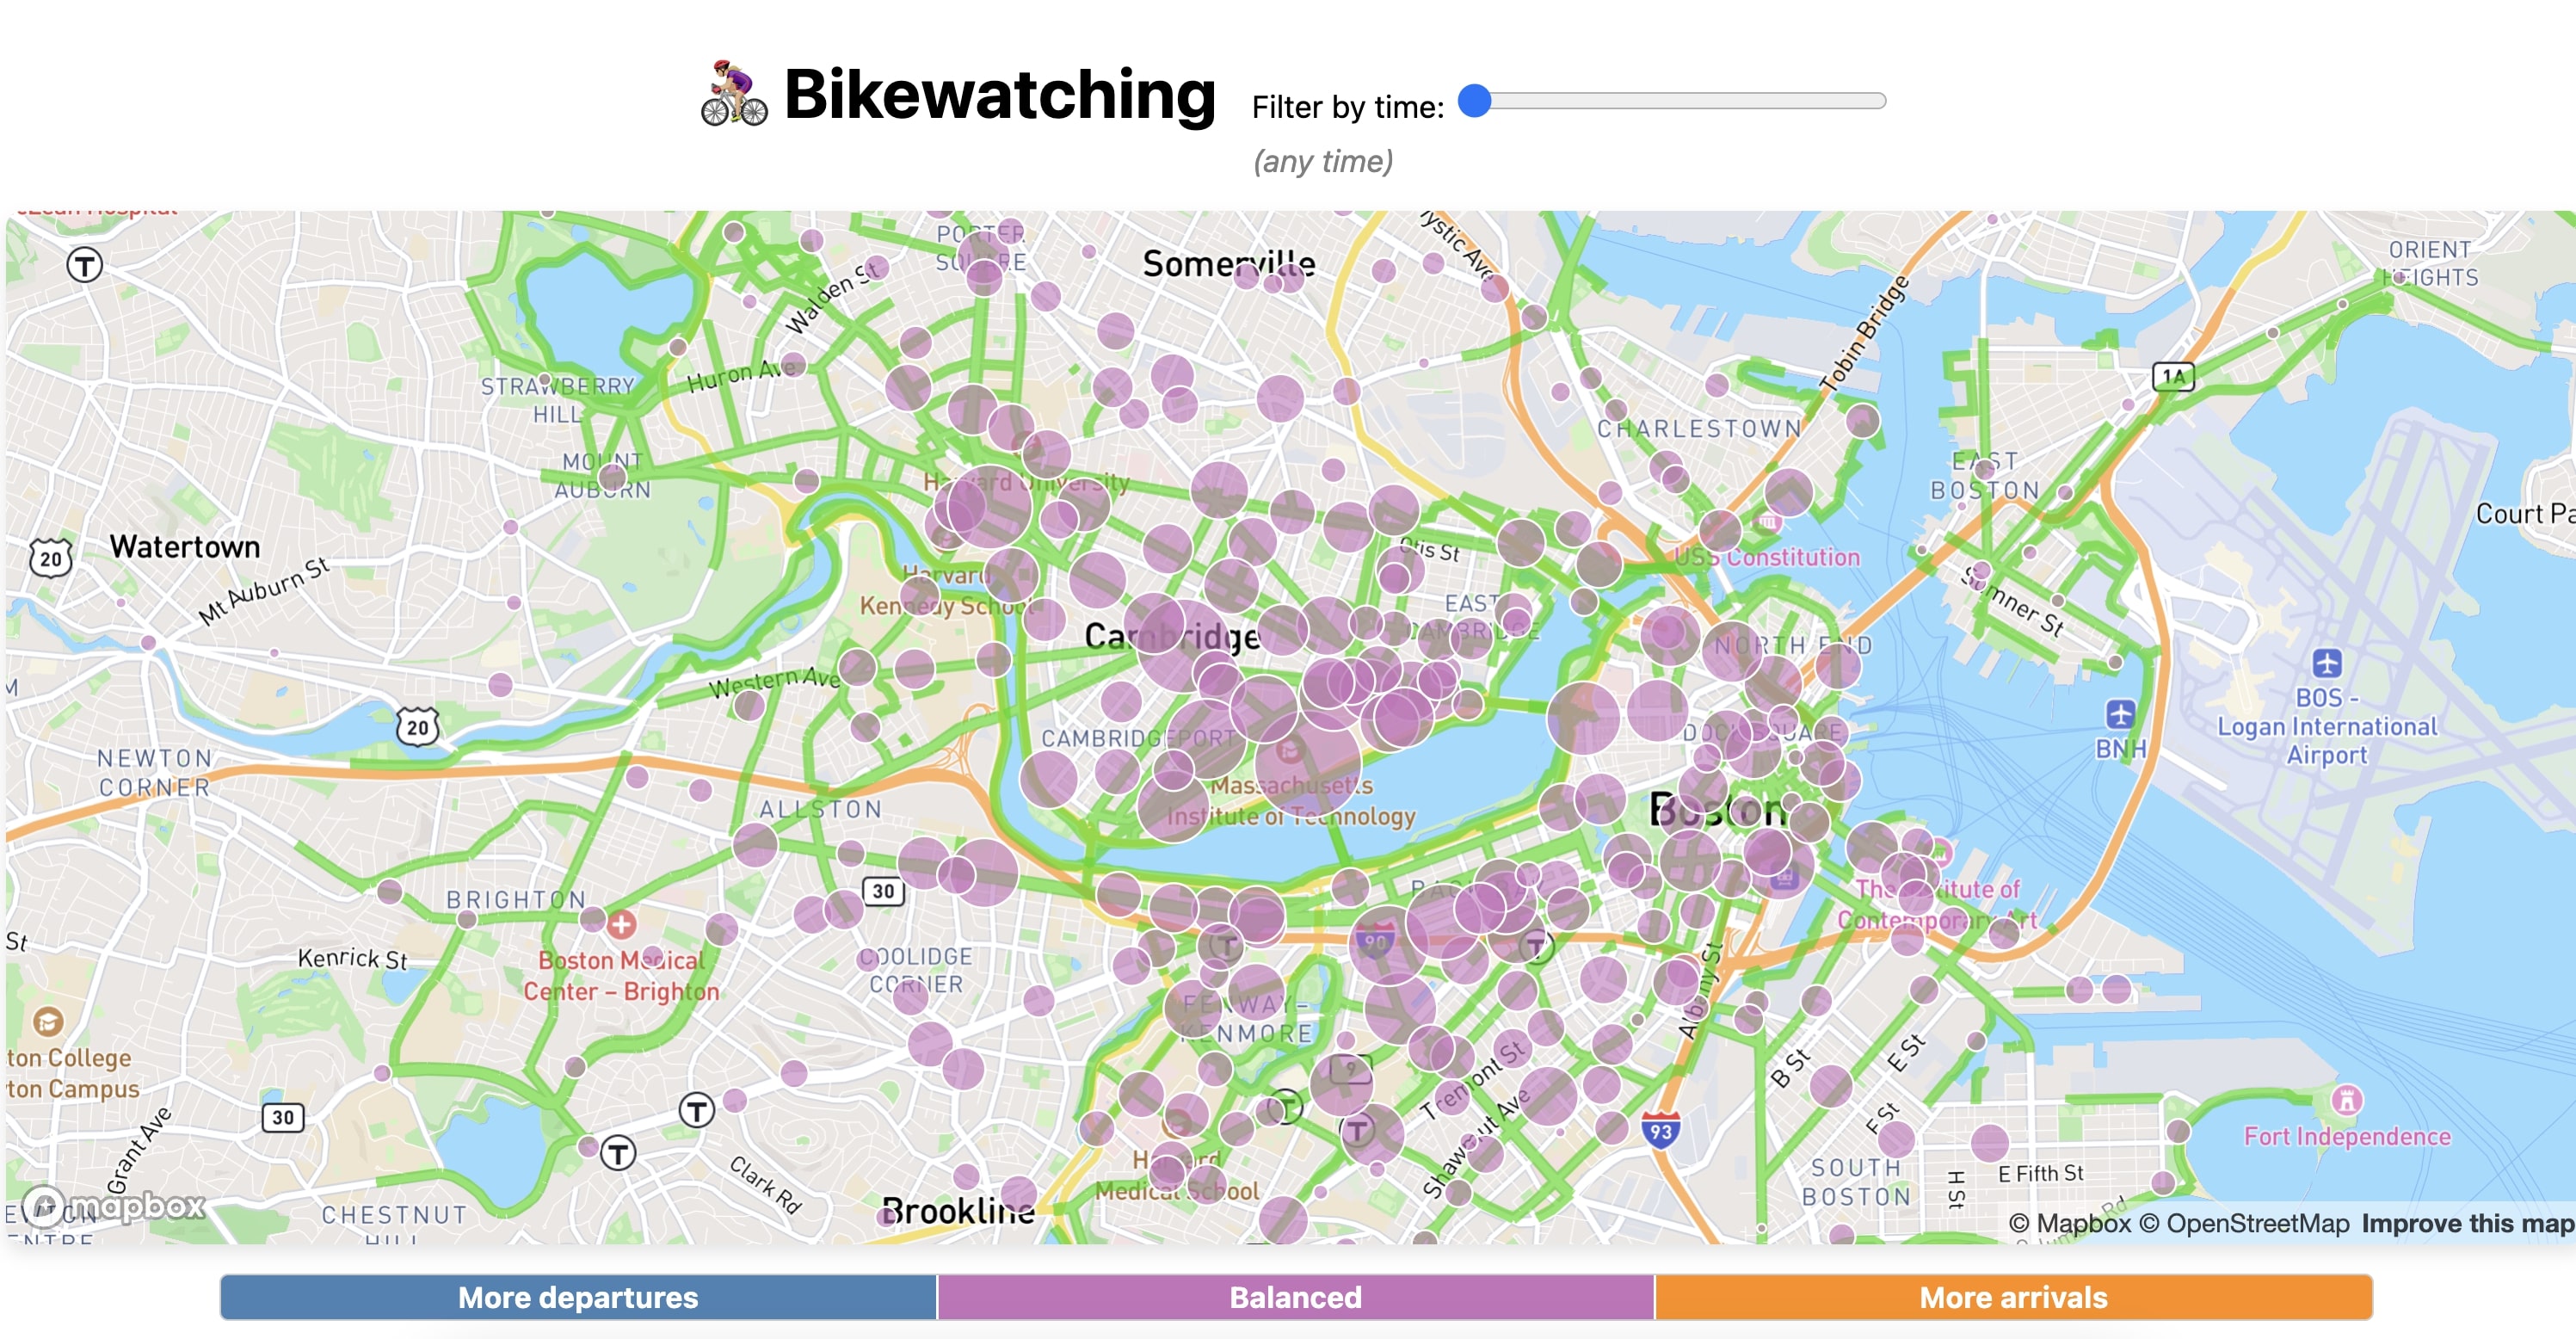 Bikewatching
Filter by time:
(any time)
PORTER
SQUARE
Somerville
ystic Ave
Tobin Bridge
ORIENT
HEIGHTS
Walden St
Huron Ave
STRAWBERRY
HILL
1A
CHARLESTOWN
MOUNT
AUBURN
EAST
BOSTON
Harvard University
Court Pa
Watertown
20
Mt Auburn St
Otis St
USS Constitution
Harvard
Kennedy School
EAST
CAMBRIDGE
Sumner St
Cambridge
NORTH END
Western Ave
BOS -
Logan International
Airport
BNH
20
CAMBRIDGEPORT
DOCK SQUARE
NEWTON
CORNER
Massachusetts
Institute of Technology
ALLSTON
Boston
30
BRIGHTON
BACK BAY
The Institute of
Contemporary Art
St
Kenrick St
Boston Medical
Center – Brighton
COOLIDGE
CORNER
90
T
T
T
Albany St
FENWAY–
KENMORE
ton College
ton Campus
9
B St
E St
Tremont St
30
T
T
T
T
F St
93
Fort Independence
Grant Ave
Clark Rd
Harvard
Medical School
Shawmut Ave
SOUTH
BOSTON
H St
E Fifth St
mapbox
CHESTNUT
HILL
Brookline
© Mapbox © OpenStreetMap Improve this map
More departures
Balanced
More arrivals